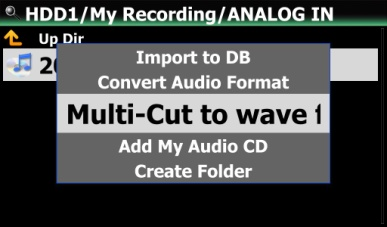 HDD1/My Recording/ANALOG IN
Up Dir
Import to DB
Convert Audio Format
Multi-Cut to wave
Add My Audio CD
Create Folder